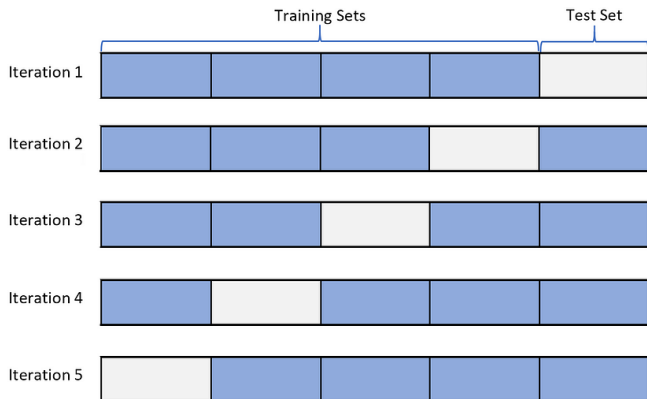 Training Sets
Test Set
Iteration 1
Iteration 2
Iteration 3
Iteration 4
Iteration 5